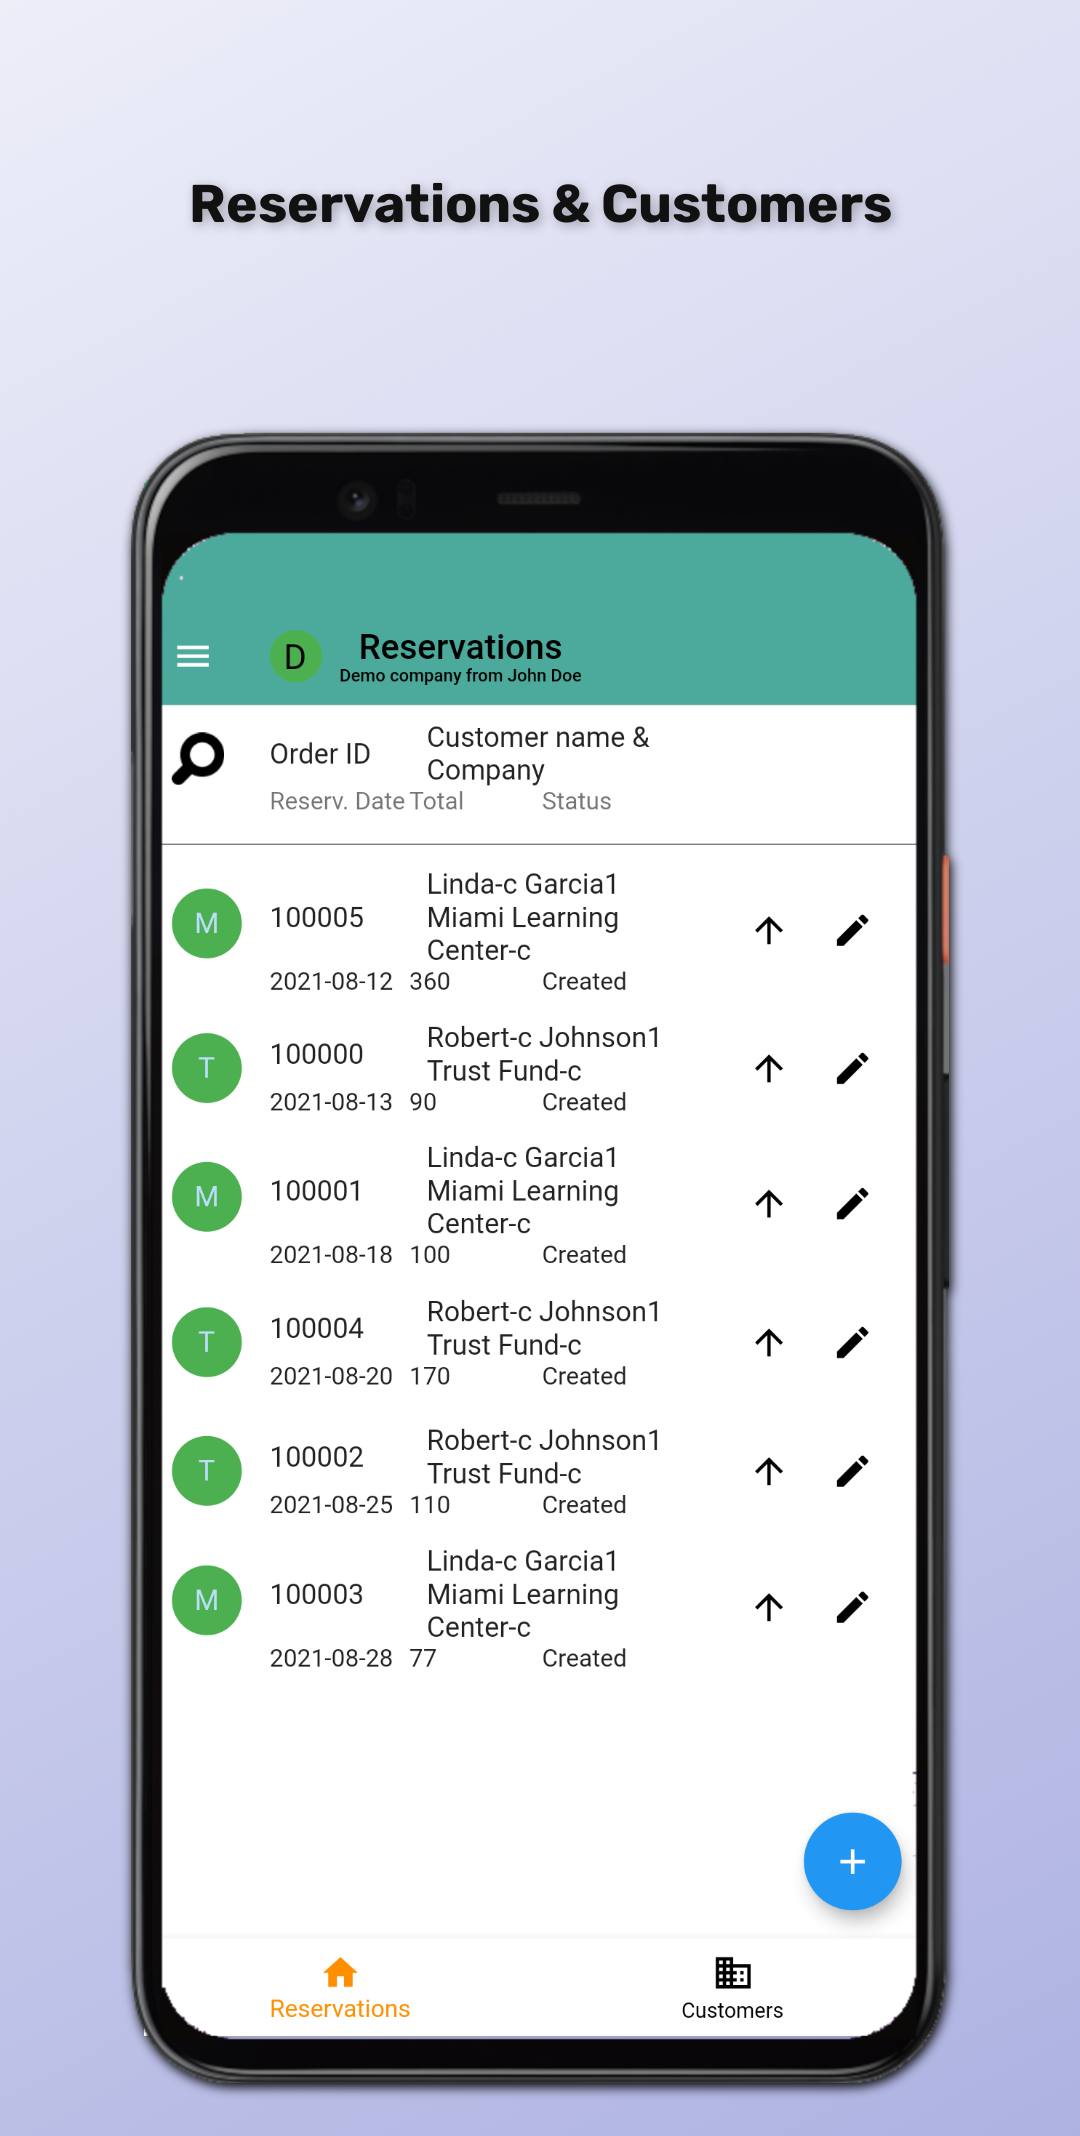 Reservations & Customers
D
Reservations
Demo company from John Doe
Order ID
Customer name &
Company
Reserv. Date Total Status
M
100005
Linda-c Garcia1
Miami Learning
Center-c
2021-08-12 360 Created
T
100000
Robert-c Johnson1
Trust Fund-c
2021-08-13 90 Created
M
100001
Linda-c Garcia1
Miami Learning
Center-c
2021-08-18 100 Created
T
100004
Robert-c Johnson1
Trust Fund-c
2021-08-20 170 Created
T
100002
Robert-c Johnson1
Trust Fund-c
2021-08-25 110 Created
M
100003
Linda-c Garcia1
Miami Learning
Center-c
2021-08-28 77 Created
Reservations
Customers